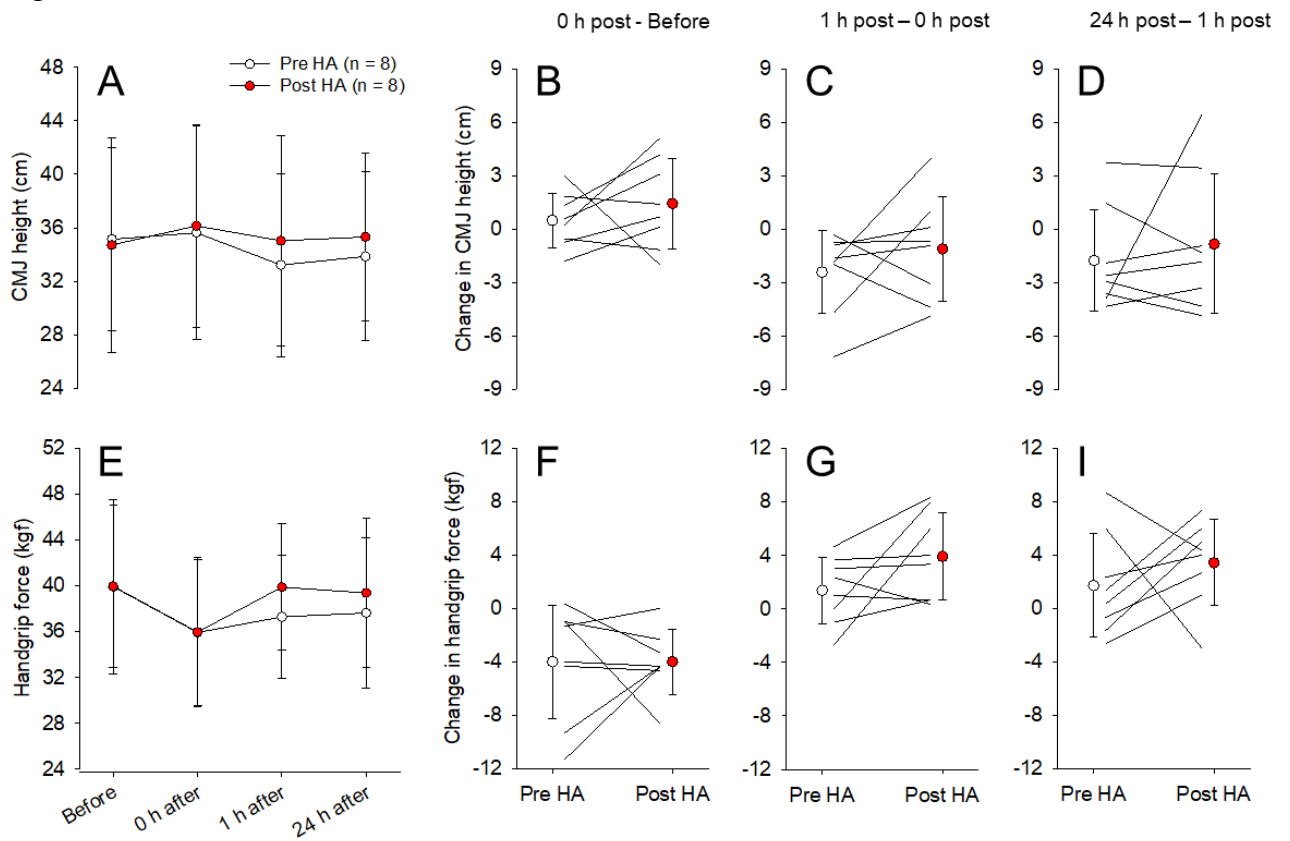 0 h post - Before
1 h post – 0 h post
24 h post – 1 h post
A
Pre HA (n = 8)
Post HA (n = 8)
CMJ height (cm)
48
44
40
36
32
28
24
B
Change in CMJ height (cm)
9
6
3
0
-3
-6
-9
C
9
6
3
0
-3
-6
-9
D
9
6
3
0
-3
-6
-9
E
Handgrip force (kgf)
52
48
44
40
36
32
28
24
Before
0 h after
1 h after
24 h after
F
Change in handgrip force (kgf)
12
8
4
0
-4
-8
-12
Pre HA
Post HA
G
12
8
4
0
-4
-8
-12
Pre HA
Post HA
I
12
8
4
0
-4
-8
-12
Pre HA
Post HA